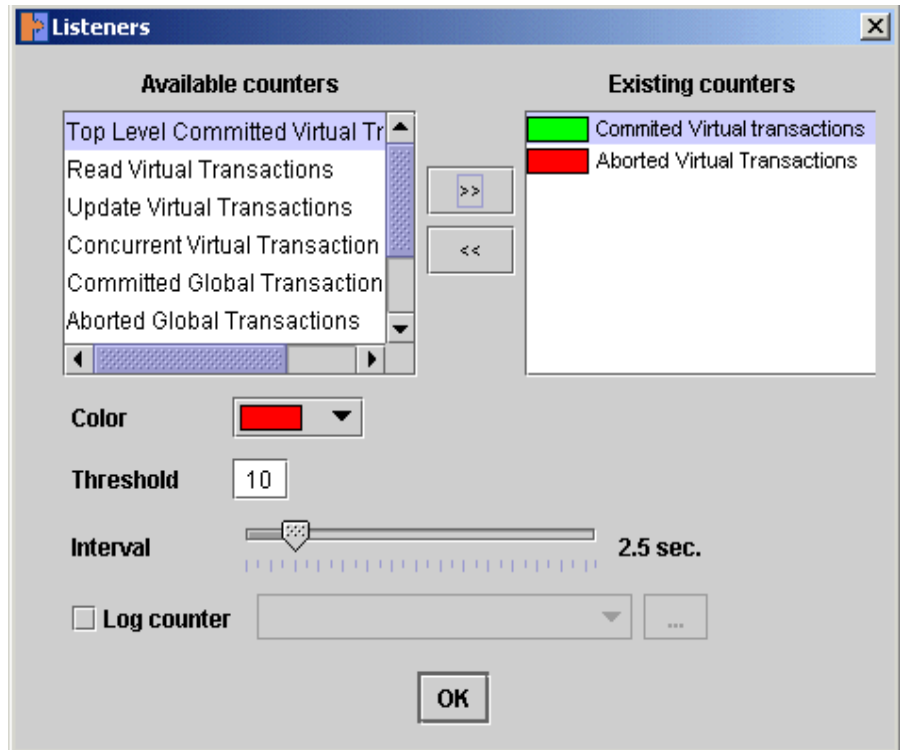 Listeners
Available counters
Existing counters
Top Level Committed Virtual Tr
Read Virtual Transactions
Update Virtual Transactions
Concurrent Virtual Transaction
Committed Global Transaction
Aborted Global Transactions
>>
<<
Commited Virtual transactions
Aborted Virtual Transactions
Color
Threshold 10
Interval 2.5 sec.
Log counter ...
OK